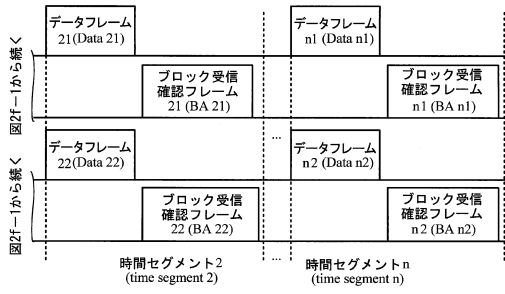 図2f-1から続く
データフレーム
21(Data 21)
データフレーム
n1 (Data n1)
ブロック受信
確認フレーム
21 (BA 21)
ブロック受信
確認フレーム
n1 (BA n1)
...
図2f-1から続く
データフレーム
22(Data 22)
データフレーム
n2 (Data n2)
ブロック受信
確認フレーム
22 (BA 22)
ブロック受信
確認フレーム
n2 (BA n2)
時間セグメント2
(time segment 2)
...
時間セグメントn
(time segment n)